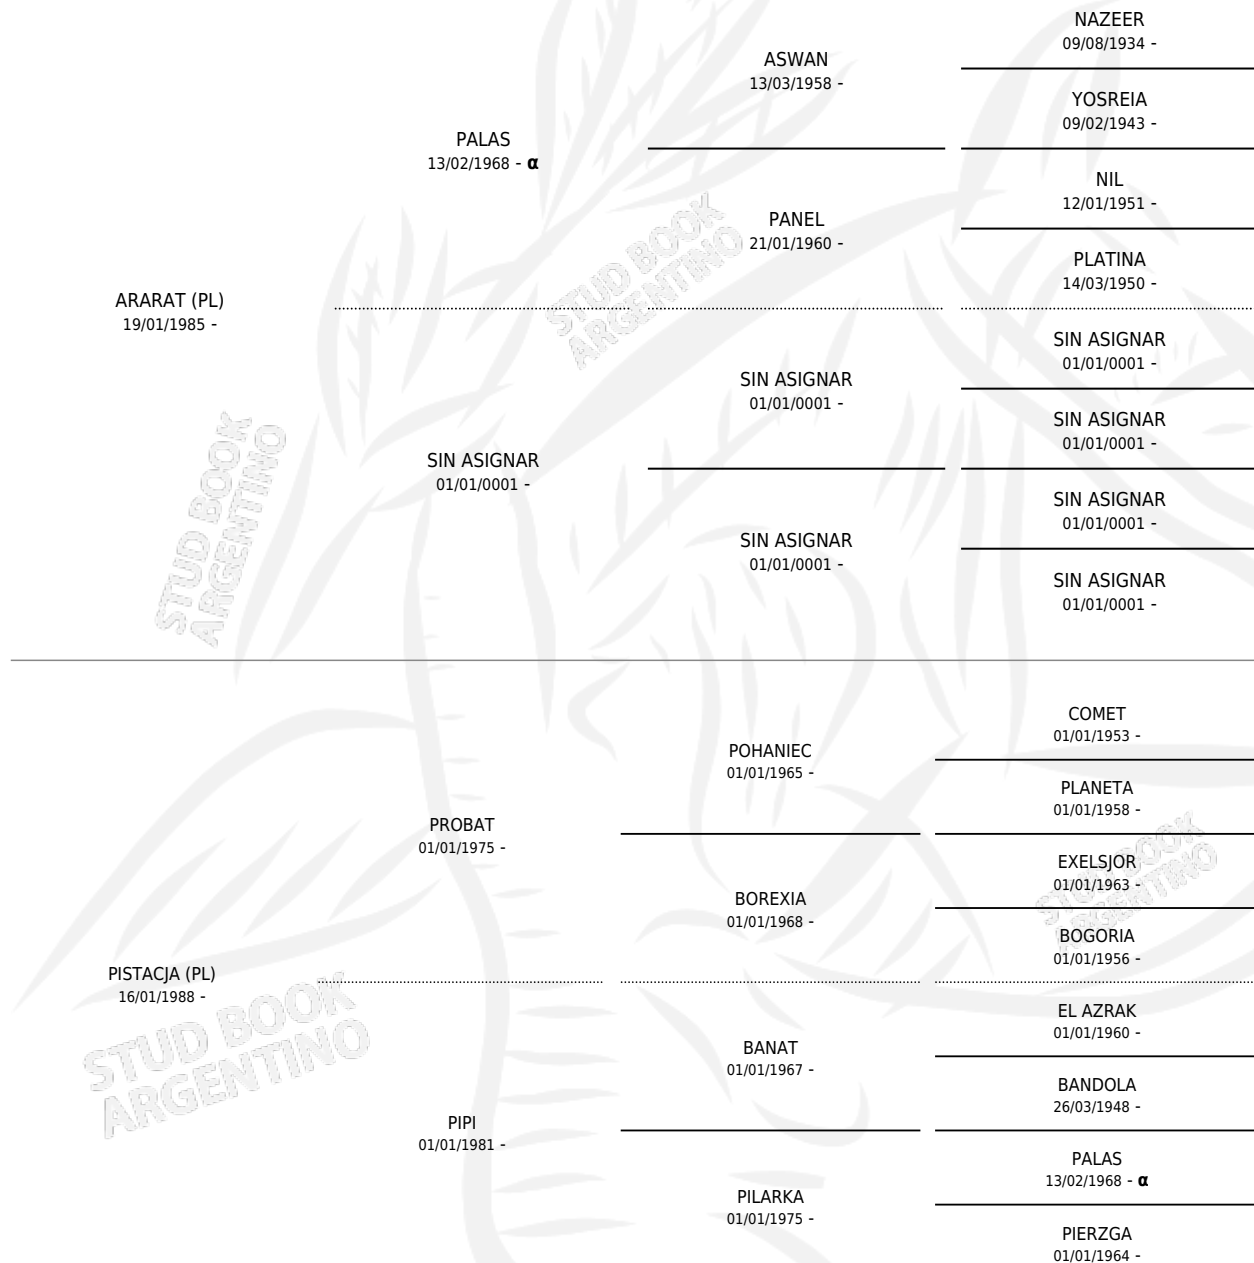 NAZEER
09/08/1934 -
ASWAN
13/03/1958 -
YOSREIA
09/02/1943 -
PALAS
13/02/1968 - α
NIL
12/01/1951 -
PANEL
21/01/1960 -
PLATINA
14/03/1950 -
ARARAT (PL)
19/01/1985 -
SIN ASIGNAR
01/01/0001 -
SIN ASIGNAR
01/01/0001 -
SIN ASIGNAR
01/01/0001 -
SIN ASIGNAR
01/01/0001 -
SIN ASIGNAR
01/01/0001 -
SIN ASIGNAR
01/01/0001 -
SIN ASIGNAR
01/01/0001 -
COMET
01/01/1953 -
POHANIEC
01/01/1965 -
PLANETA
01/01/1958 -
PROBAT
01/01/1975 -
EXELSJOR
01/01/1963 -
BOREXIA
01/01/1968 -
BOGORIA
01/01/1956 -
PISTACJA (PL)
16/01/1988 -
EL AZRAK
01/01/1960 -
BANAT
01/01/1967 -
BANDOLA
26/03/1948 -
PIPI
01/01/1981 -
PALAS
13/02/1968 - α
PILARKA
01/01/1975 -
PIERZGA
01/01/1964 -
STUD BOOK
ARGENTINO
STUD BOOK
ARGENTINO
STUD BOOK
ARGENTINO
STUD BOOK
ARGENTINO